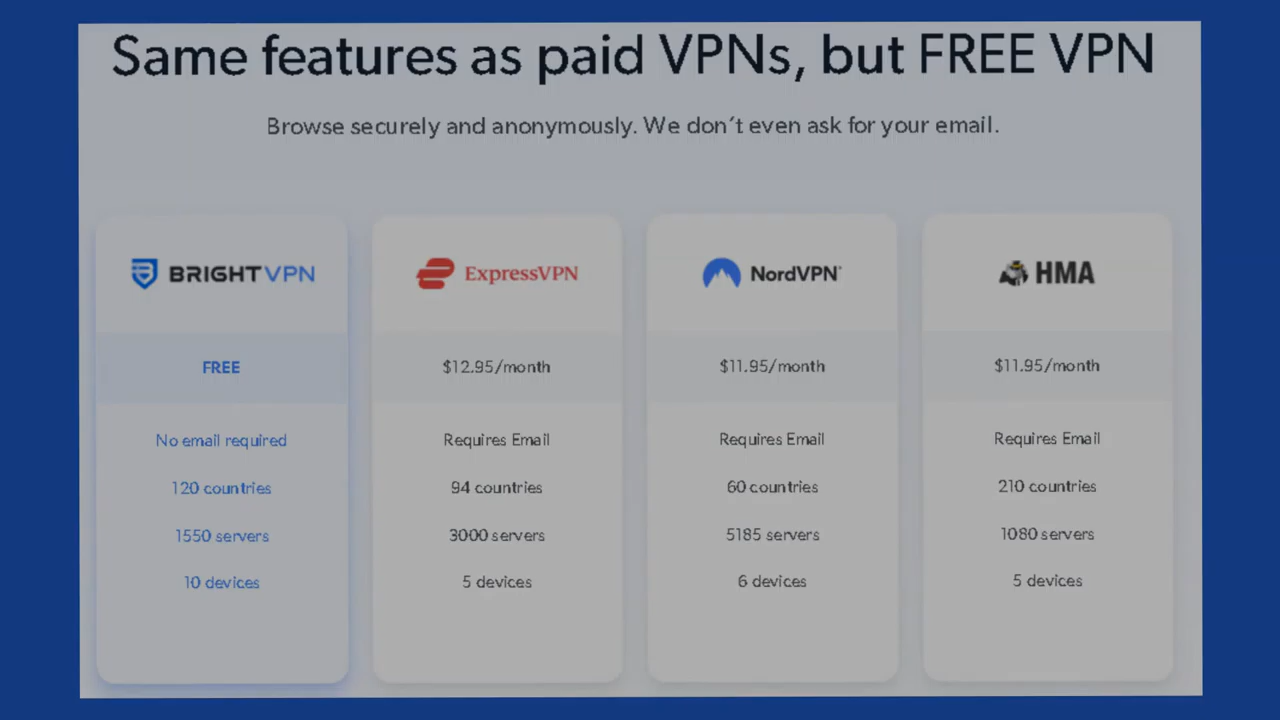 Same features as paid VPNs, but FREE VPN
Browse securely and anonymously. We don't even ask for your email.
BRIGHTVPN
FREE
No email required
120 countries
1550 servers
10 devices
ExpressVPN
$12.95/month
Requires Email
94 countries
3000 servers
5 devices
NordVPN
$11.95/month
Requires Email
60 countries
5185 servers
6 devices
HMA
$11.95/month
Requires Email
210 countries
1080 servers
5 devices